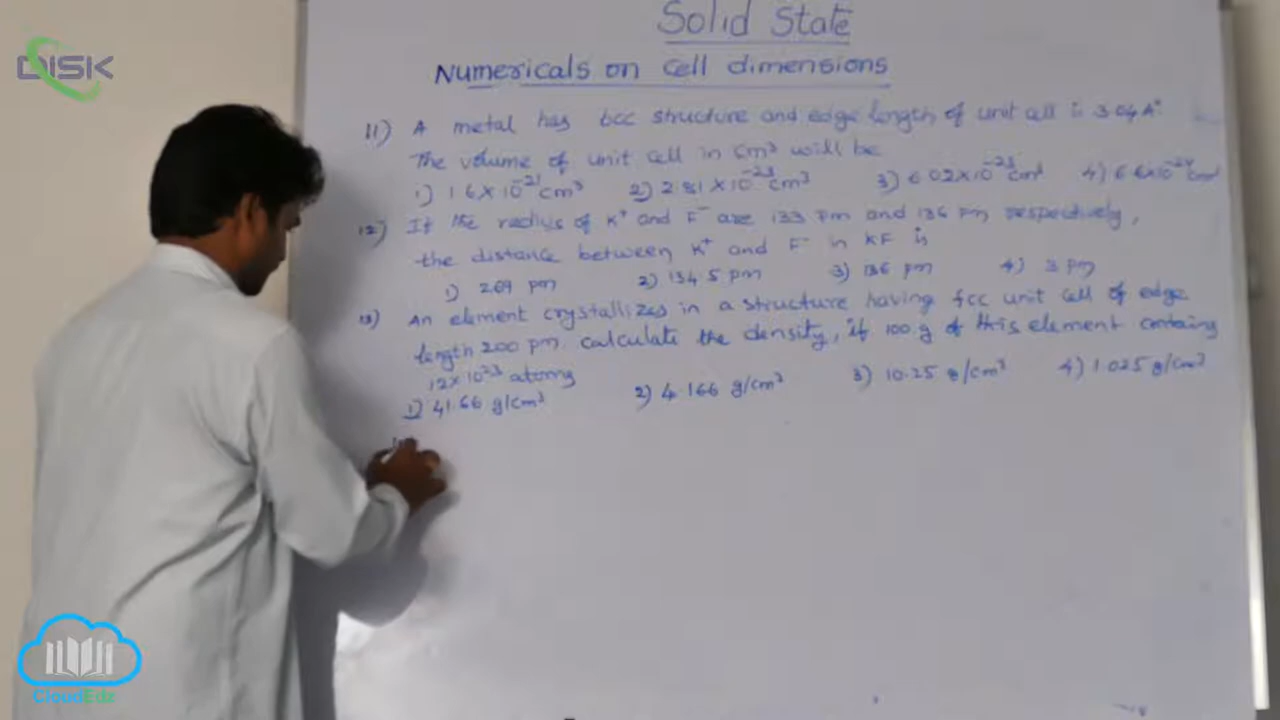 DISK
Solid State
Numericals on cell dimensions
11) A metal has bcc structure and edge length of unit cell is 3.04 A°.
The volume of unit cell in cm³ will be
1) 1.6 x 10⁻²¹ cm³ 2) 2.81 x 10⁻²³ cm³ 3) 6.02 x 10⁻²³ cm³ 4) 6.6 x 10⁻²⁴ cm³
12) If the radius of K⁺ and F⁻ are 133 pm and 136 pm respectively,
the distance between K⁺ and F⁻ in KF is
1) 269 pm 2) 134.5 pm 3) 136 pm 4) 3 pm
13) An element crystallizes in a structure having fcc unit cell of edge
length 200 pm. calculate the density, if 100 g of this element contains
12 x 10²³ atoms
1) 41.66 g/cm³ 2) 4.166 g/cm³ 3) 10.25 g/cm³ 4) 1.025 g/cm³
CloudEdz